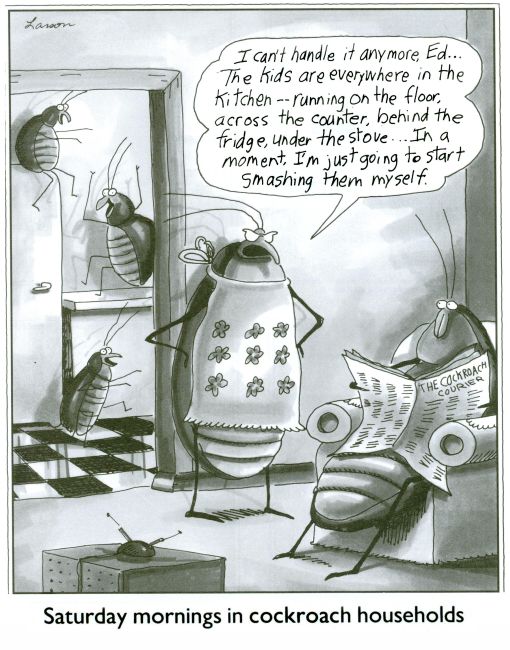 Larson
I can't handle it anymore, Ed...
The kids are everywhere in the
kitchen -- running on the floor,
across the counter, behind the
fridge, under the stove ... In a
moment, I'm just going to start
smashing them myself.
THE COCKROACH
COURIER
Saturday mornings in cockroach households